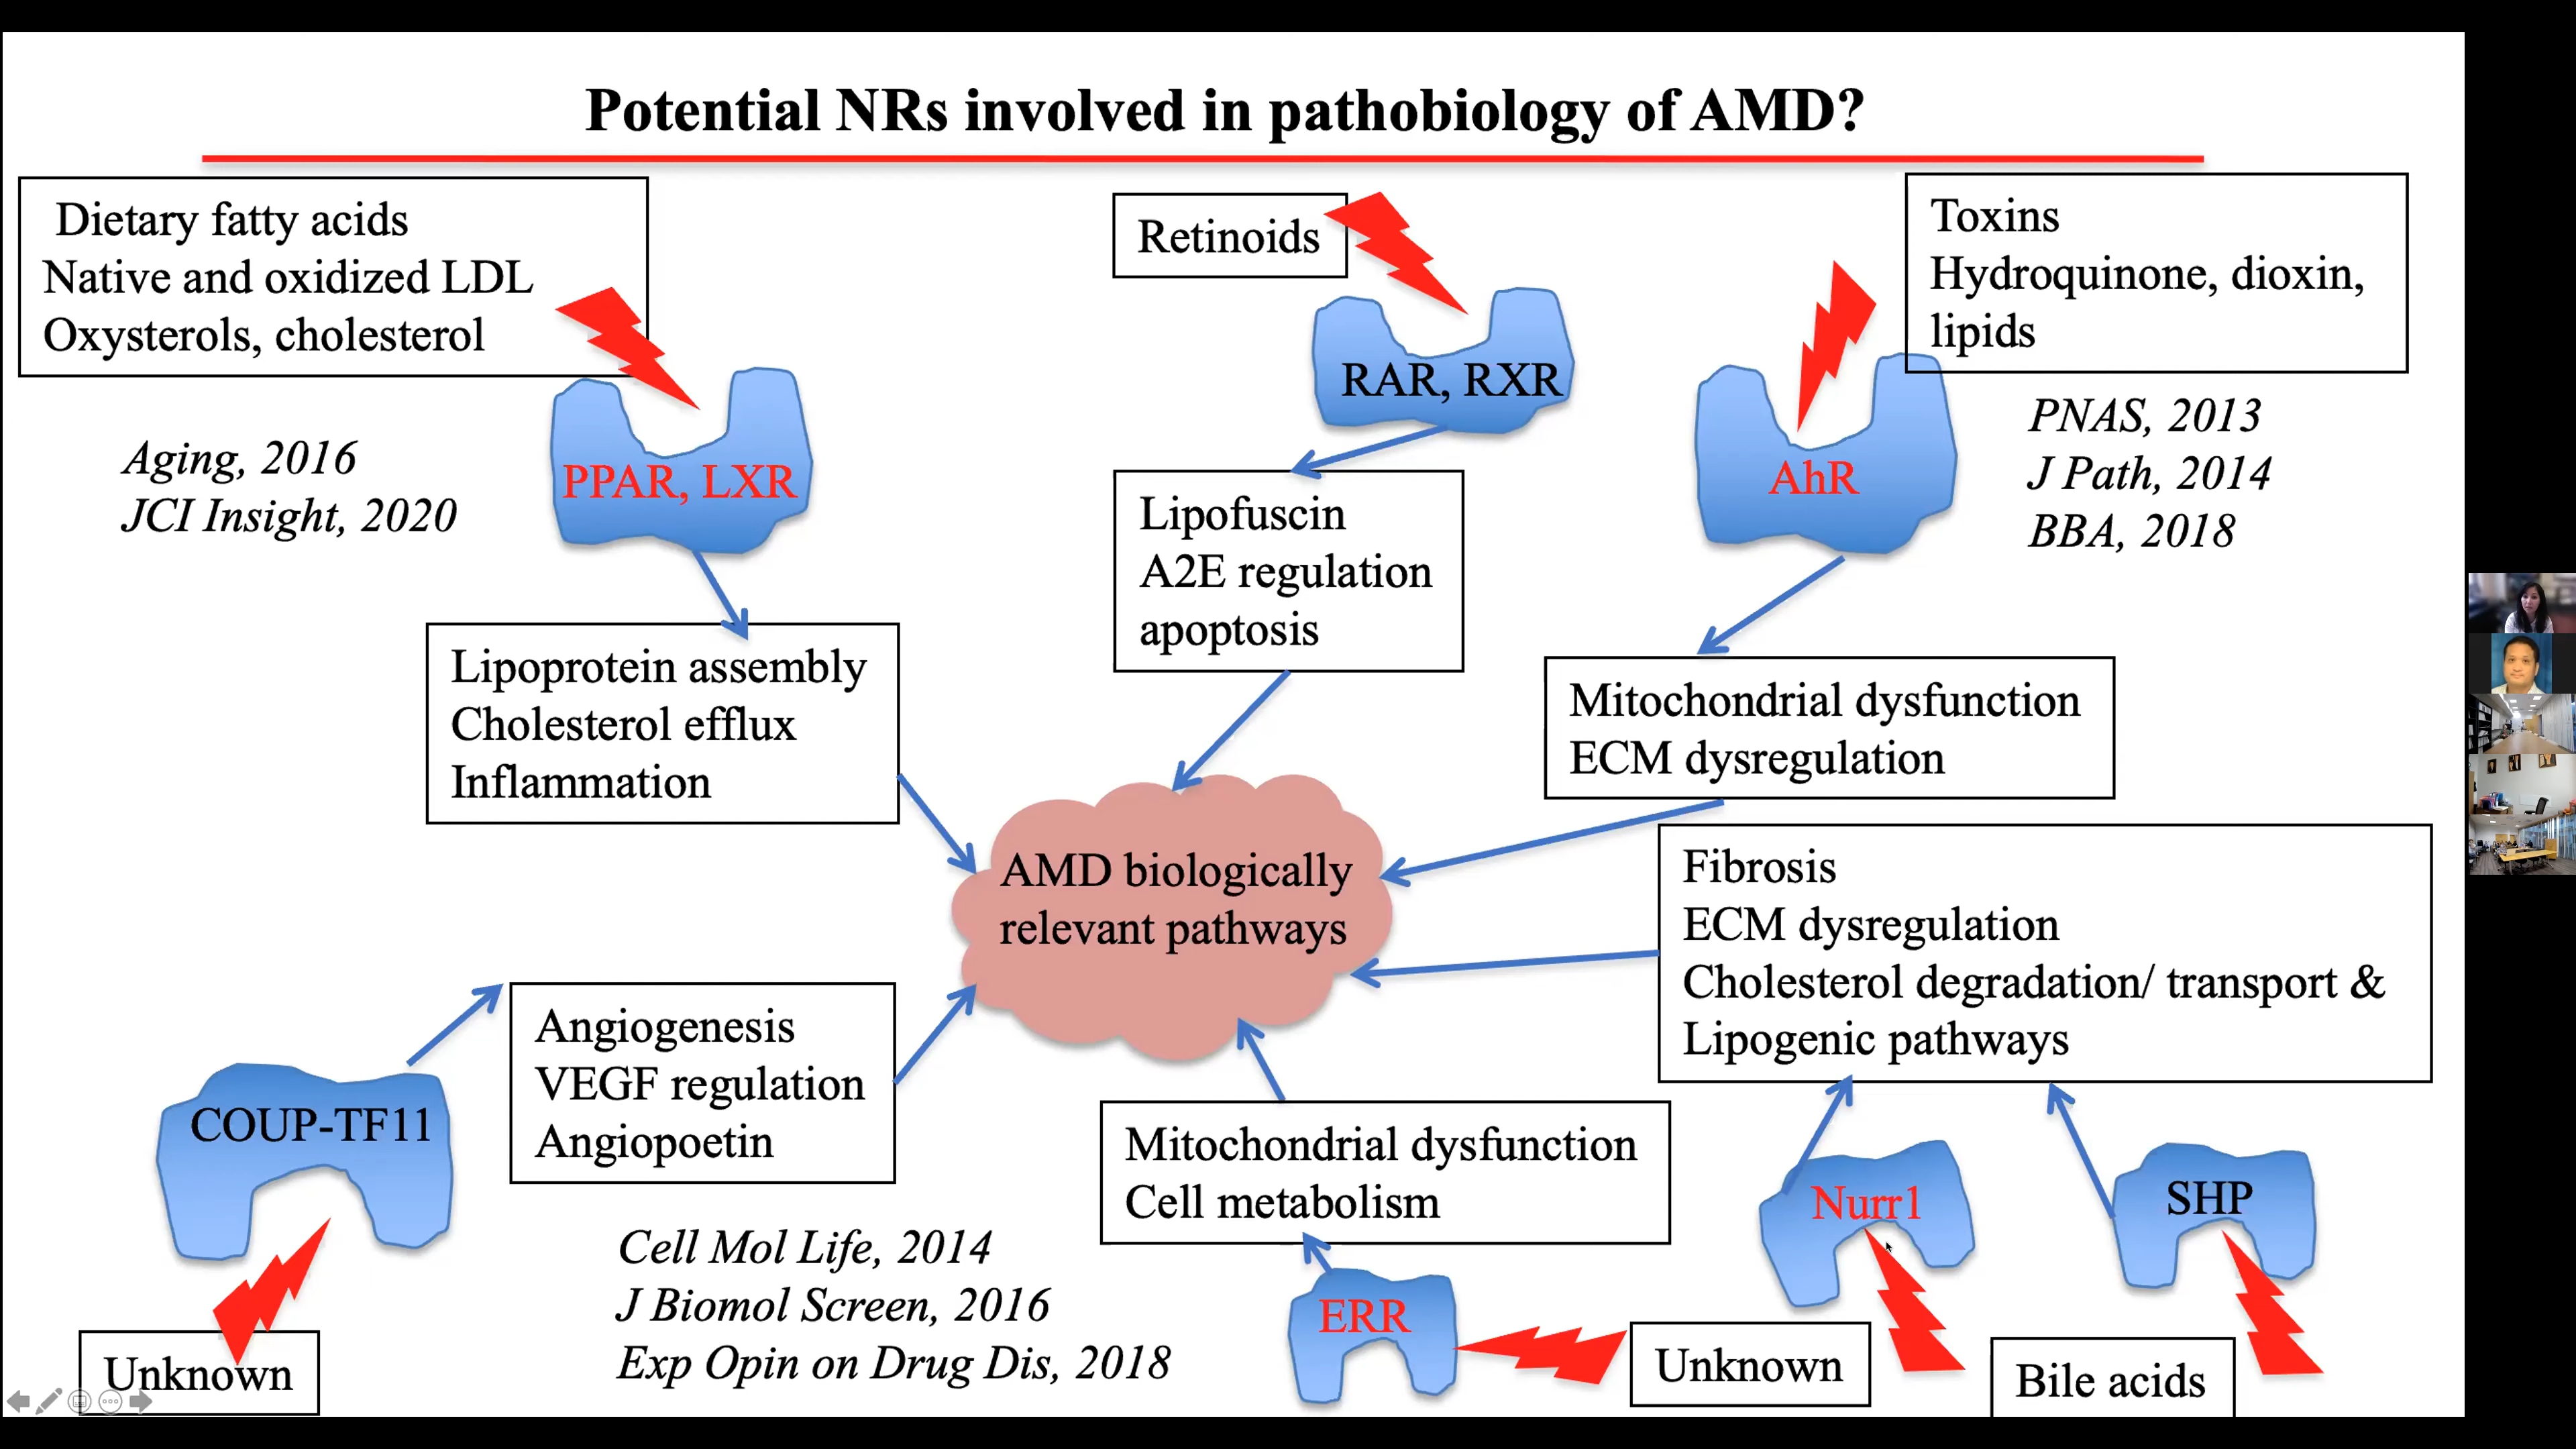 Potential NRs involved in pathobiology of AMD?
Dietary fatty acids
Native and oxidized LDL
Oxysterols, cholesterol
Aging, 2016
JCI Insight, 2020
PPAR, LXR
Lipoprotein assembly
Cholesterol efflux
Inflammation
Retinoids
RAR, RXR
Lipofuscin
A2E regulation
apoptosis
Toxins
Hydroquinone, dioxin,
lipids
AhR
PNAS, 2013
J Path, 2014
BBA, 2018
Mitochondrial dysfunction
ECM dysregulation
AMD biologically
relevant pathways
Fibrosis
ECM dysregulation
Cholesterol degradation/ transport &
Lipogenic pathways
COUP-TF11
Unknown
Angiogenesis
VEGF regulation
Angiopoetin
Cell Mol Life, 2014
J Biomol Screen, 2016
Exp Opin on Drug Dis, 2018
Mitochondrial dysfunction
Cell metabolism
ERR
Unknown
Nurr1
SHP
Bile acids